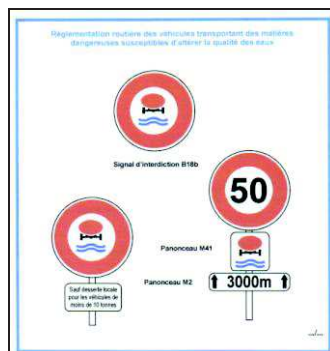 Réglementation routière des véhicules transportant des matières
dangereuses susceptibles d'altérer la qualité des eaux
Signal d'interdiction B18b
50
Panonceau M41
Sauf desserte locale
pour les véhicules de
moins de 10 tonnes
Panonceau M2
3000m